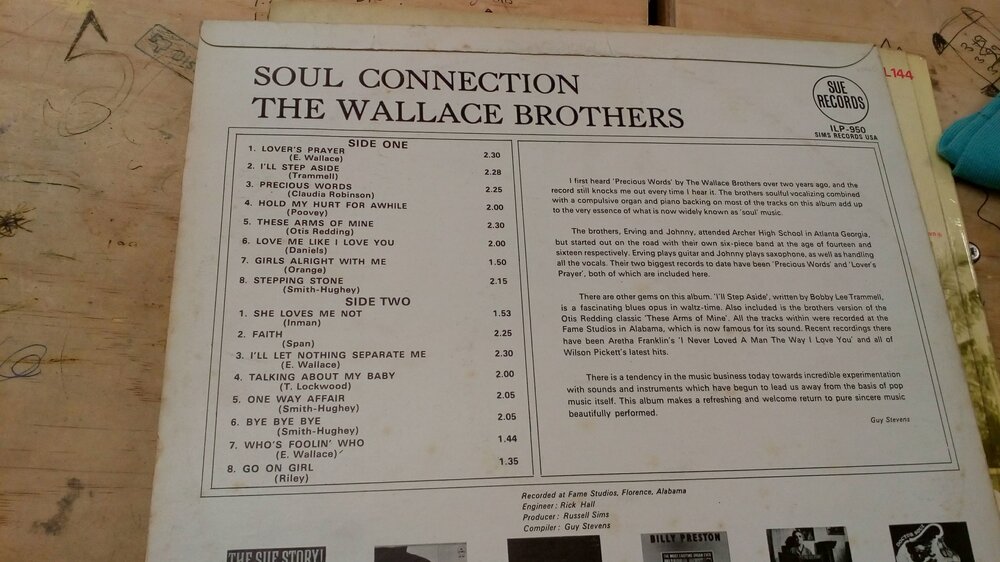 SOUL CONNECTION
THE WALLACE BROTHERS
SUE
RECORDS
ILP-950
SIMS RECORDS USA
L144
SIDE ONE
1. LOVER'S PRAYER 2.30
(E. Wallace)
2. I'LL STEP ASIDE 2.28
(Trammell)
3. PRECIOUS WORDS 2.25
(Claudia Robinson)
4. HOLD MY HURT FOR AWHILE 2.00
(Poovey)
5. THESE ARMS OF MINE 2.30
(Otis Redding)
6. LOVE ME LIKE I LOVE YOU 2.00
(Daniels)
7. GIRLS ALRIGHT WITH ME 1.50
(Orange)
8. STEPPING STONE 2.15
(Smith-Hughey)
SIDE TWO
1. SHE LOVES ME NOT 1.53
(Inman)
2. FAITH 2.25
(Span)
3. I'LL LET NOTHING SEPARATE ME 2.30
(E. Wallace)
4. TALKING ABOUT MY BABY 2.00
(T. Lockwood)
5. ONE WAY AFFAIR 2.05
(Smith-Hughey)
6. BYE BYE BYE 2.05
(Smith-Hughey)
7. WHO'S FOOLIN' WHO 1.44
(E. Wallace)
8. GO ON GIRL 1.35
(Riley)
I first heard 'Precious Words' by The Wallace Brothers over two years ago, and the
record still knocks me out every time I hear it. The brothers soulful vocalizing combined
with a compulsive organ and piano backing on most of the tracks on this album add up
to the very essence of what is now widely known as 'soul' music.
The brothers, Erving and Johnny, attended Archer High School in Atlanta Georgia,
but started out on the road with their own six-piece band at the age of fourteen and
sixteen respectively. Erving plays guitar and Johnny plays saxophone, as well as handling
all the vocals. Their two biggest records to date have been 'Precious Words' and 'Lover's
Prayer', both of which are included here.
There are other gems on this album. 'I'll Step Aside', written by Bobby Lee Trammell,
is a fascinating blues opus in waltz-time. Also included is the brothers version of the
Otis Redding classic 'These Arms of Mine'. All the tracks within were recorded at the
Fame Studios in Alabama, which is now famous for its sound. Recent recordings there
have been Aretha Franklin's 'I Never Loved A Man The Way I Love You' and all of
Wilson Pickett's latest hits.
There is a tendency in the music business today towards incredible experimentation
with sounds and instruments which have begun to lead us away from the basis of pop
music itself. This album makes a refreshing and welcome return to pure sincere music
beautifully performed.
Guy Stevens
Recorded at Fame Studios, Florence, Alabama
Engineer: Rick Hall
Producer: Russell Sims
Compiler: Guy Stevens
THE SUE STORY!
BILLY PRESTON